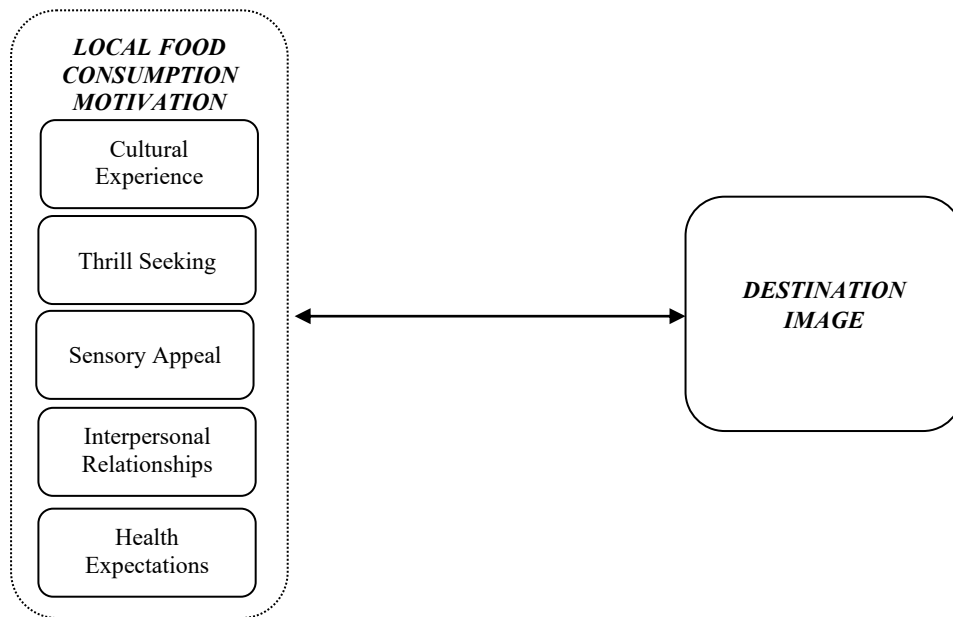 LOCAL FOOD
CONSUMPTION
MOTIVATION
Cultural
Experience
Thrill Seeking
Sensory Appeal
Interpersonal
Relationships
Health
Expectations
DESTINATION
IMAGE